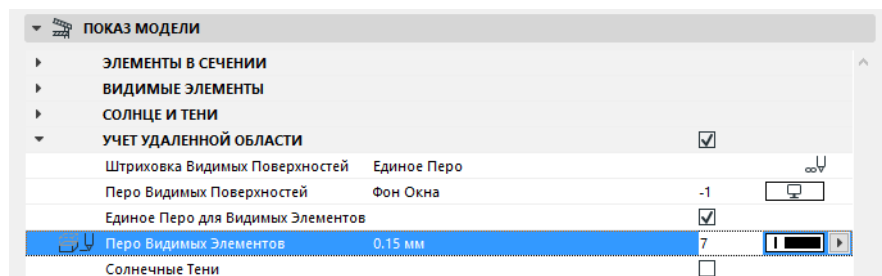 ПОКАЗ МОДЕЛИ
ЭЛЕМЕНТЫ В СЕЧЕНИИ
ВИДИМЫЕ ЭЛЕМЕНТЫ
СОЛНЦЕ И ТЕНИ
УЧЕТ УДАЛЕННОЙ ОБЛАСТИ
Штриховка Видимых Поверхностей Единое Перо
Перо Видимых Поверхностей Фон Окна -1
Единое Перо для Видимых Элементов
Перо Видимых Элементов 0.15 мм 7
Солнечные Тени